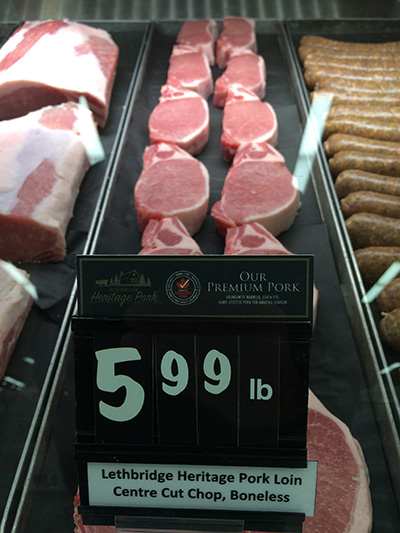 Heritage Pork
OUR
PREMIUM PORK
5 99 lb
Lethbridge Heritage Pork Loin
Centre Cut Chop, Boneless